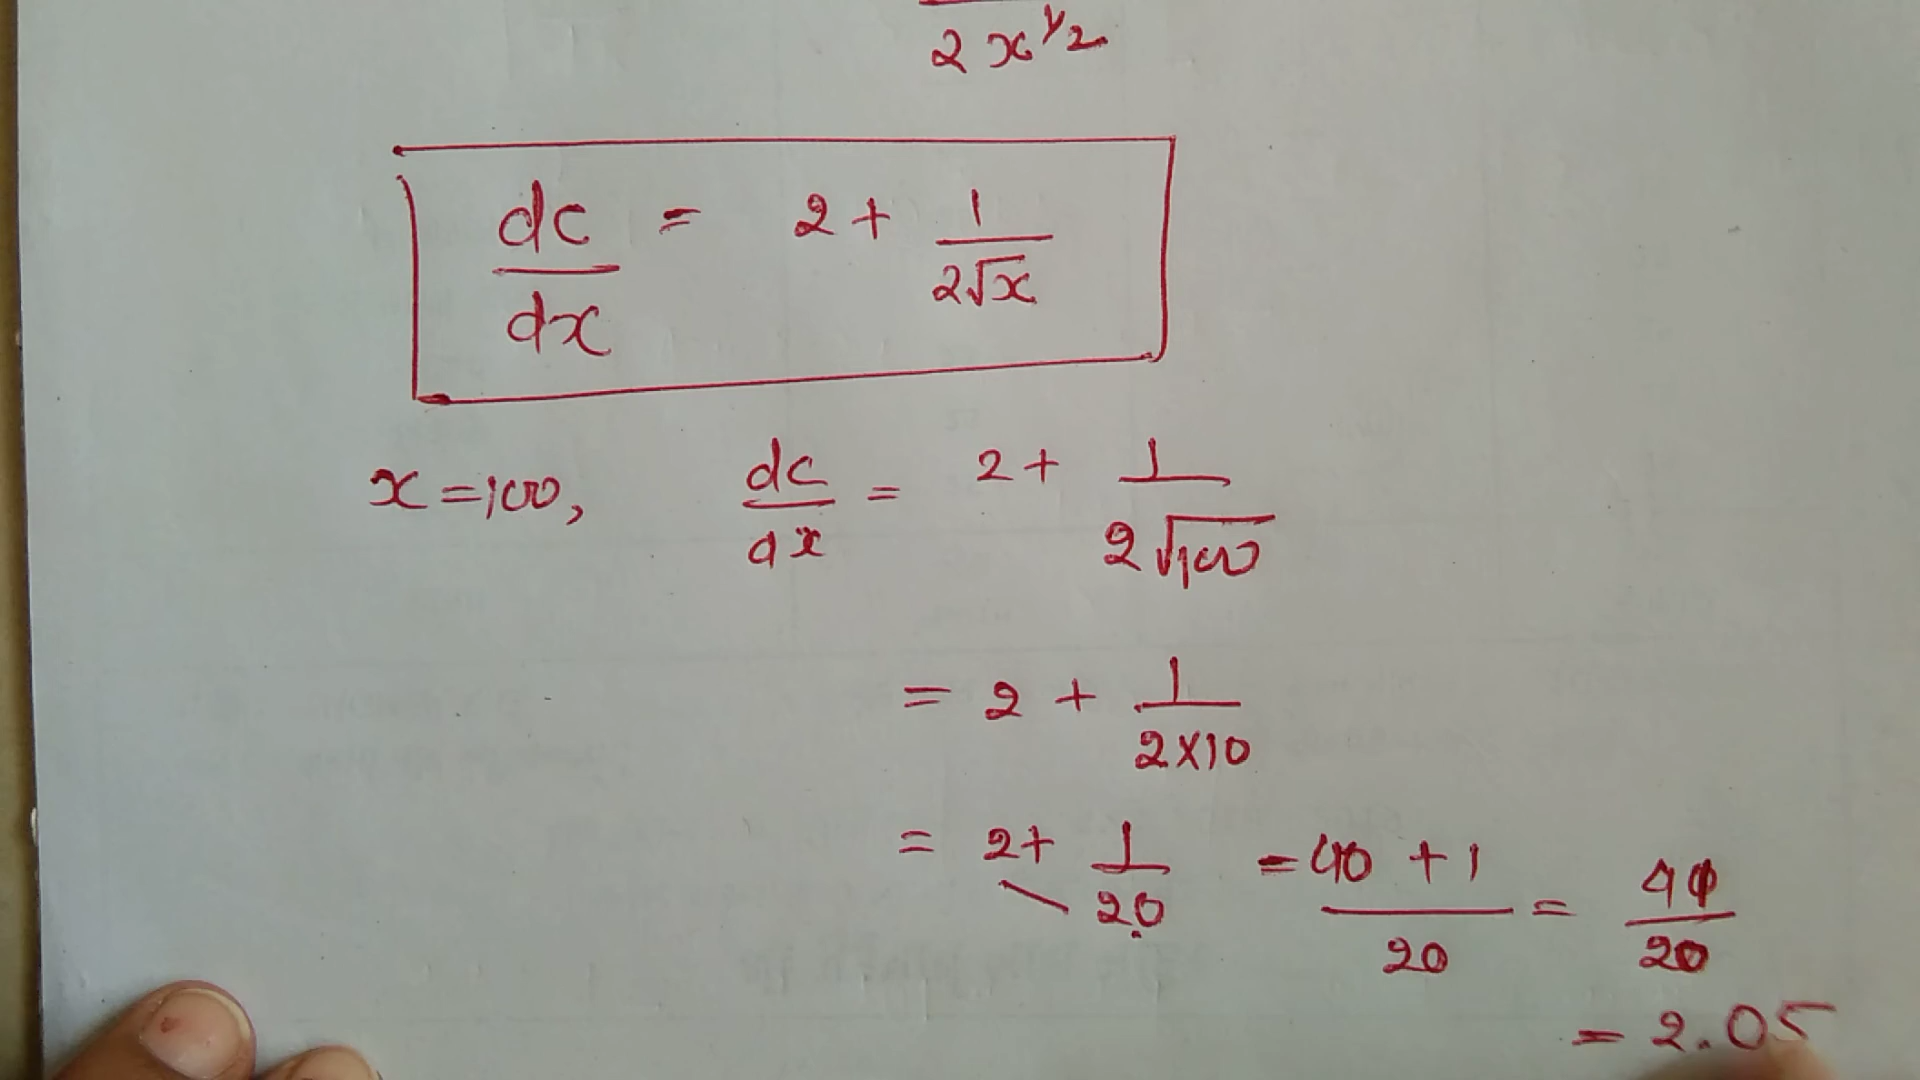 2x^1/2
dc/dx = 2 + 1/2√x
x=100, dc/dx = 2 + 1/2√100
= 2 + 1/2×10
= 2+ 1/20 = 40+1/20 = 41/20
= 2.05